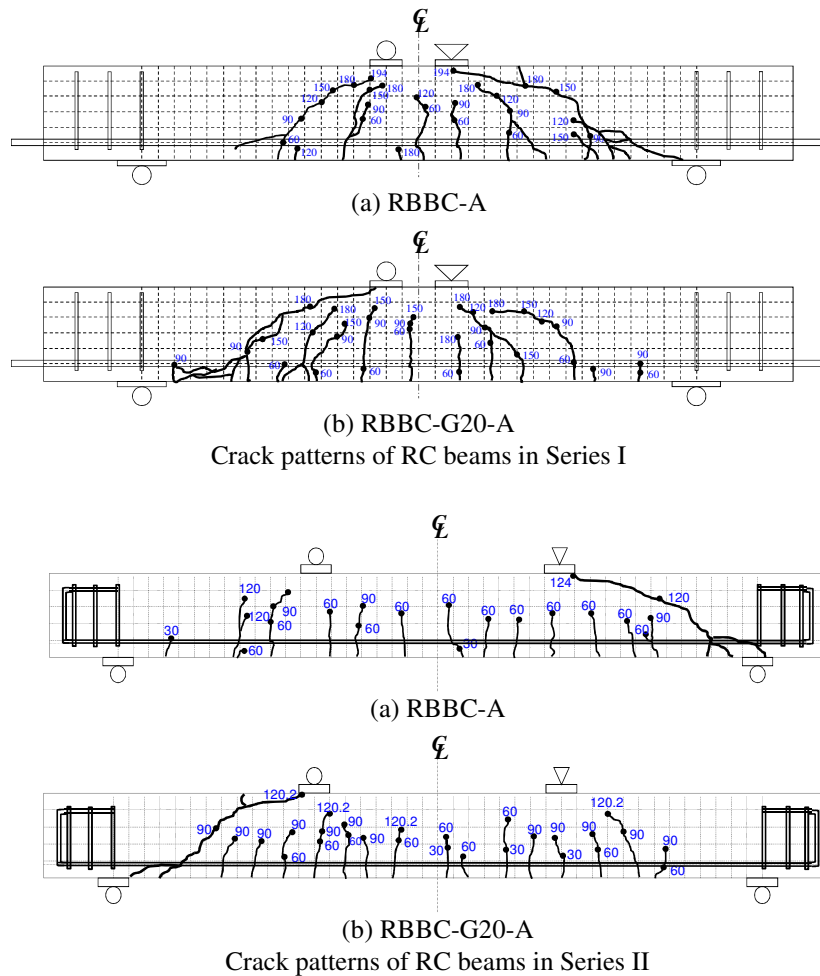 ℄
194 194
180 180 180 150
120 150 120 120
90 90 60 90 90 120
60 60 60 60 150 90
120 180
(a) RBBC-A
℄
180 180 150 150 180 180 150
120 150 90 90 120 120 90
90 150 90 60 180 90 60 150 60 90
90 60 60 60 60 90 60
(b) RBBC-G20-A
Crack patterns of RC beams in Series I
℄
124
120 90 90 60 60 120
120 60 60 60 60 60 60 60 60 90
30 60 60 30 60
(a) RBBC-A
℄
120.2
120.2 60 120.2
90 90 90 90 90 120.2 60 90 90 90 90
90 60 60 90 60 30 30 60 90
60 60 30 60
(b) RBBC-G20-A
Crack patterns of RC beams in Series II